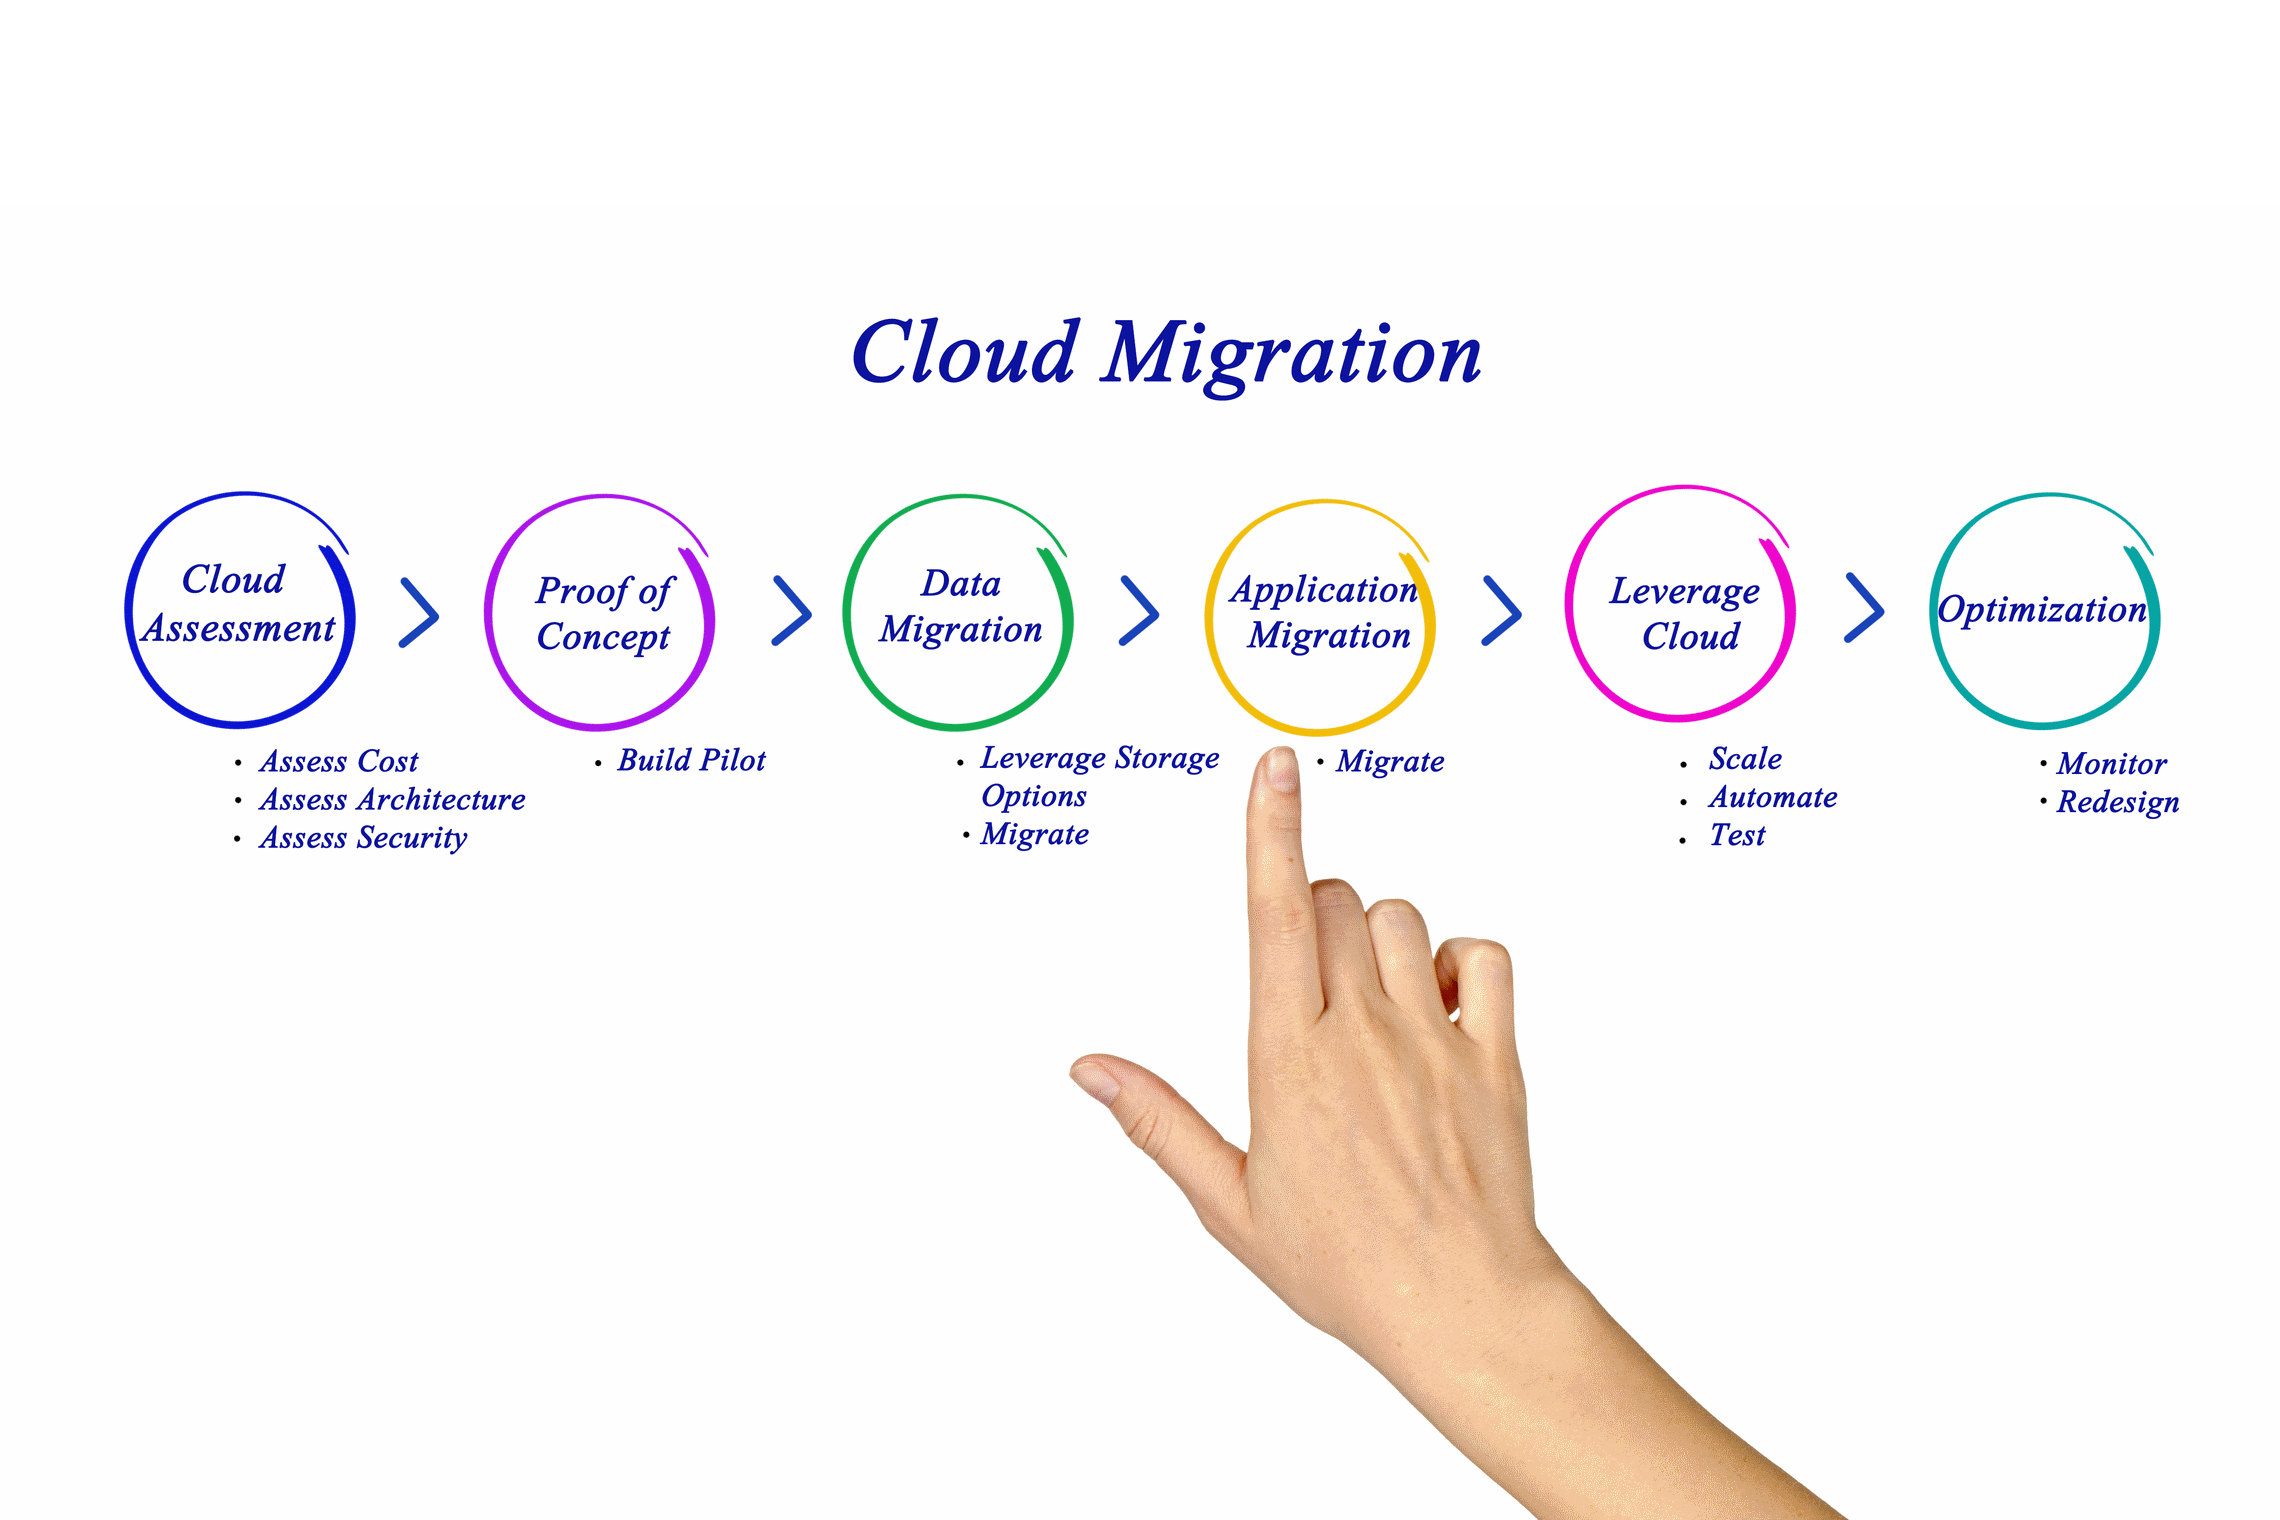 Cloud Migration
Cloud
Assessment
Proof of
Concept
Data
Migration
Application
Migration
Leverage
Cloud
Optimization
• Assess Cost
• Assess Architecture
• Assess Security
• Build Pilot
• Leverage Storage
Options
• Migrate
• Migrate
• Scale
• Automate
• Test
• Monitor
• Redesign